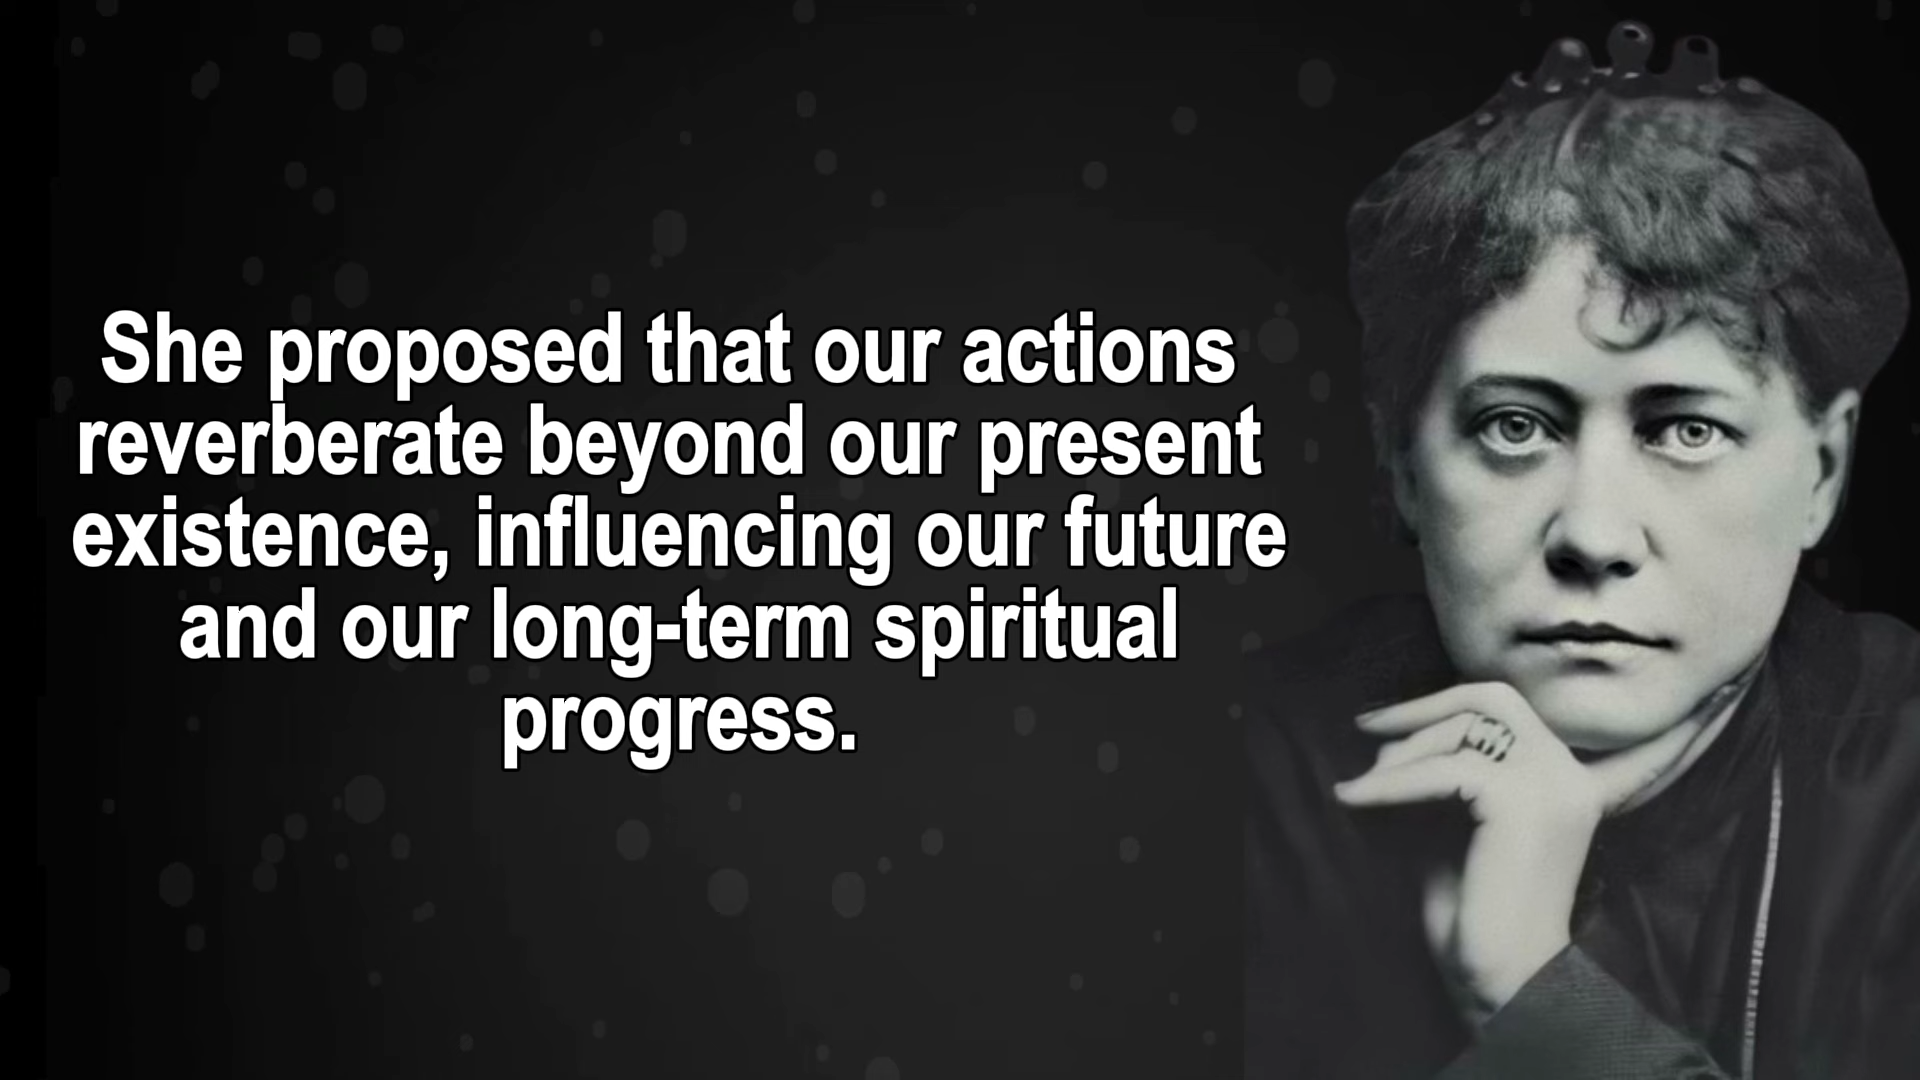 She proposed that our actions
reverberate beyond our present
existence, influencing our future
and our long-term spiritual
progress.